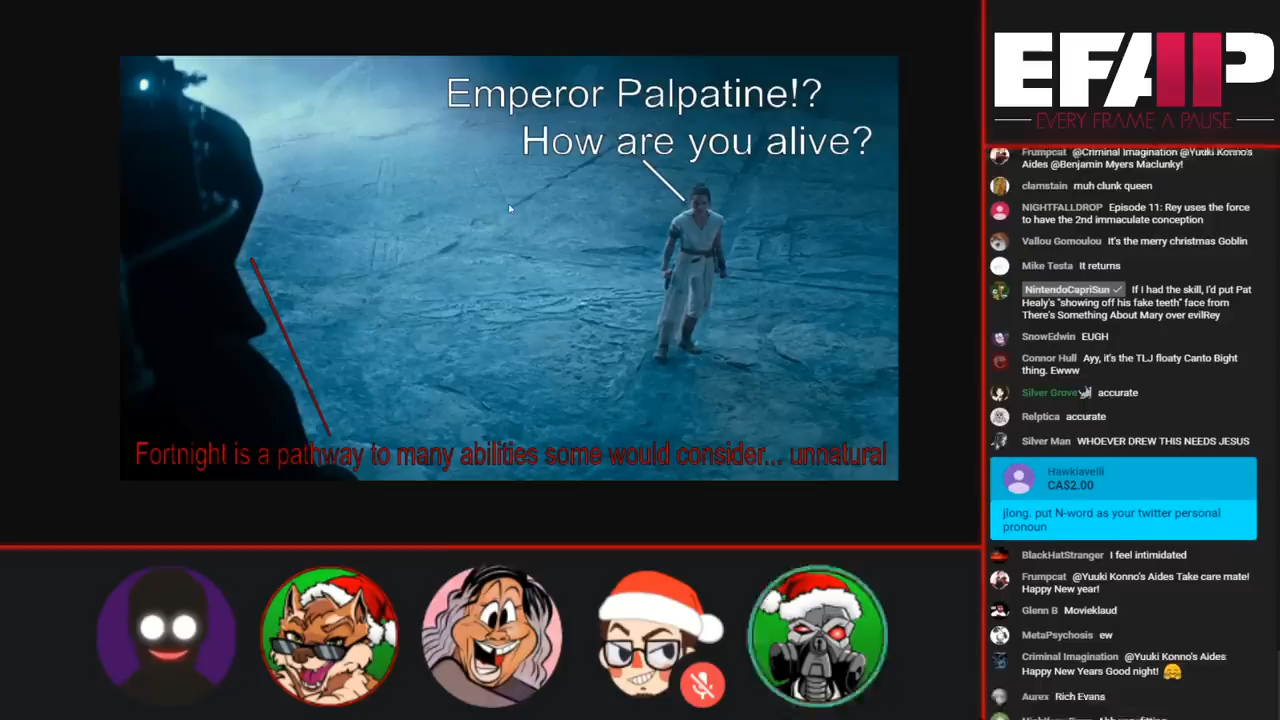 Emperor Palpatine!?
How are you alive?
Fortnight is a pathway to many abilities some would consider... unnatural
EFAP
EVERY FRAME A PAUSE
Frumpcat @Criminal Imagination @Yuuki Konno's
Aides @Benjamin Myers Maclunky!
clamstain muh clunk queen
NIGHTFALLDROP Episode 11: Rey uses the force
to have the 2nd immaculate conception
Vallou Gomoulou It's the merry christmas Goblin
Mike Testa It returns
NintendoCapriSun ✓ If I had the skill, I'd put Pat
Healy's "showing off his fake teeth" face from
There's Something About Mary over evilRey
SnowEdwin EUGH
Connor Hull Ayy, it's the TLJ floaty Canto Bight
thing. Ewww
Silver Grove accurate
Relptica accurate
Silver Man WHOEVER DREW THIS NEEDS JESUS
Hawkiavelli
CA$2.00
jlong. put N-word as your twitter personal
pronoun
BlackHatStranger I feel intimidated
Frumpcat @Yuuki Konno's Aides Take care mate!
Happy New year!
Glenn B Movieklaud
MetaPsychosis ew
Criminal Imagination @Yuuki Konno's Aides
Happy New Years Good night! 🤗
Aurex Rich Evans